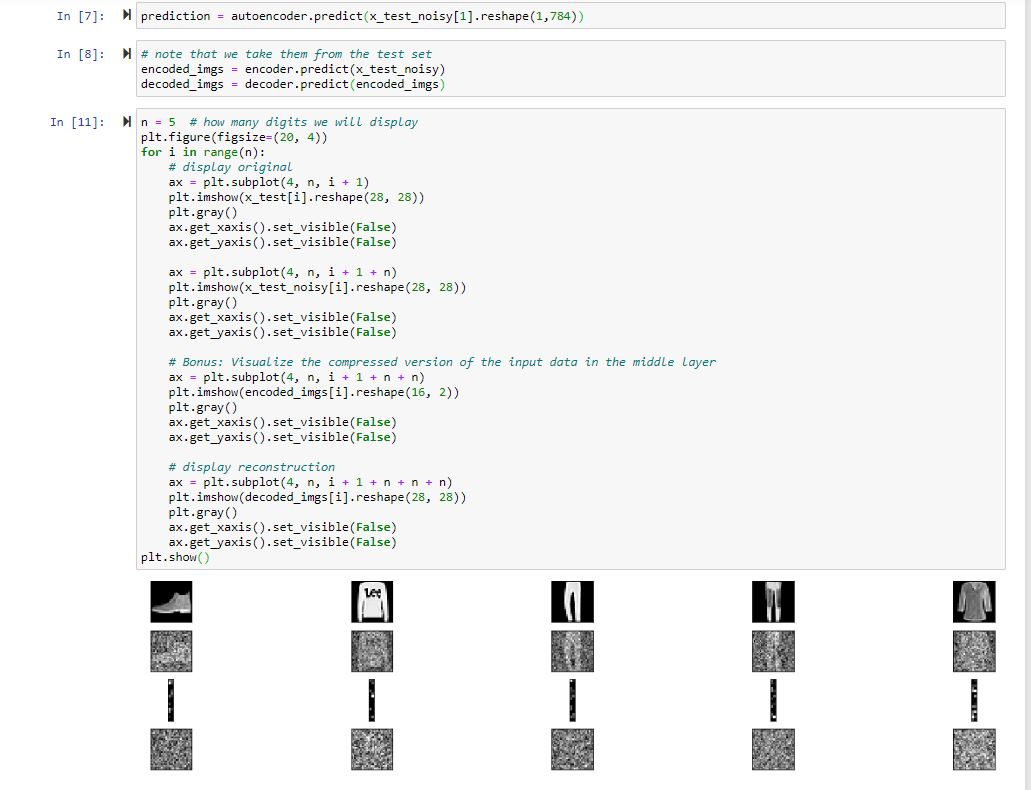 In [7]: prediction = autoencoder.predict(x_test_noisy[1].reshape(1,784))
In [8]: # note that we take them from the test set
encoded_imgs = encoder.predict(x_test_noisy)
decoded_imgs = decoder.predict(encoded_imgs)
In [11]: n = 5  # how many digits we will display
plt.figure(figsize=(20, 4))
for i in range(n):
    # display original
    ax = plt.subplot(4, n, i + 1)
    plt.imshow(x_test[i].reshape(28, 28))
    plt.gray()
    ax.get_xaxis().set_visible(False)
    ax.get_yaxis().set_visible(False)
    ax = plt.subplot(4, n, i + 1 + n)
    plt.imshow(x_test_noisy[i].reshape(28, 28))
    plt.gray()
    ax.get_xaxis().set_visible(False)
    ax.get_yaxis().set_visible(False)
    # Bonus: Visualize the compressed version of the input data in the middle layer
    ax = plt.subplot(4, n, i + 1 + n + n)
    plt.imshow(encoded_imgs[i].reshape(16, 2))
    plt.gray()
    ax.get_xaxis().set_visible(False)
    ax.get_yaxis().set_visible(False)
    # display reconstruction
    ax = plt.subplot(4, n, i + 1 + n + n + n)
    plt.imshow(decoded_imgs[i].reshape(28, 28))
    plt.gray()
    ax.get_xaxis().set_visible(False)
    ax.get_yaxis().set_visible(False)
plt.show()
Lee